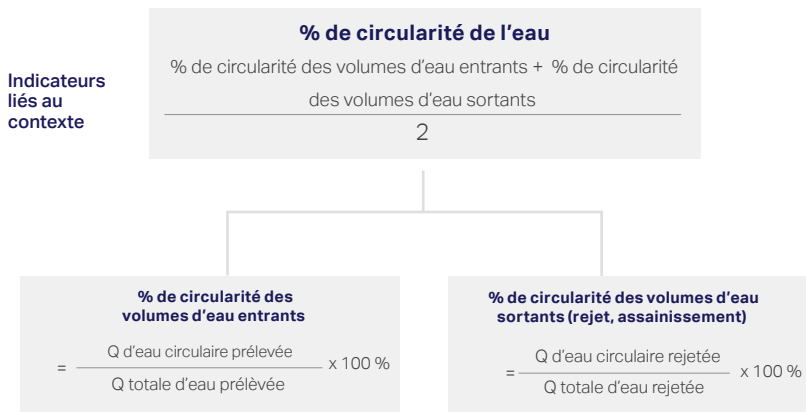 % de circularité de l'eau
% de circularité des volumes d'eau entrants + % de circularité
des volumes d'eau sortants
2
Indicateurs
liés au
contexte
% de circularité des
volumes d'eau entrants
= Q d'eau circulaire prélevée x 100 %
Q totale d'eau prélèvée
% de circularité des volumes d'eau
sortants (rejet, assainissement)
= Q d'eau circulaire rejetée x 100 %
Q totale d'eau rejetée